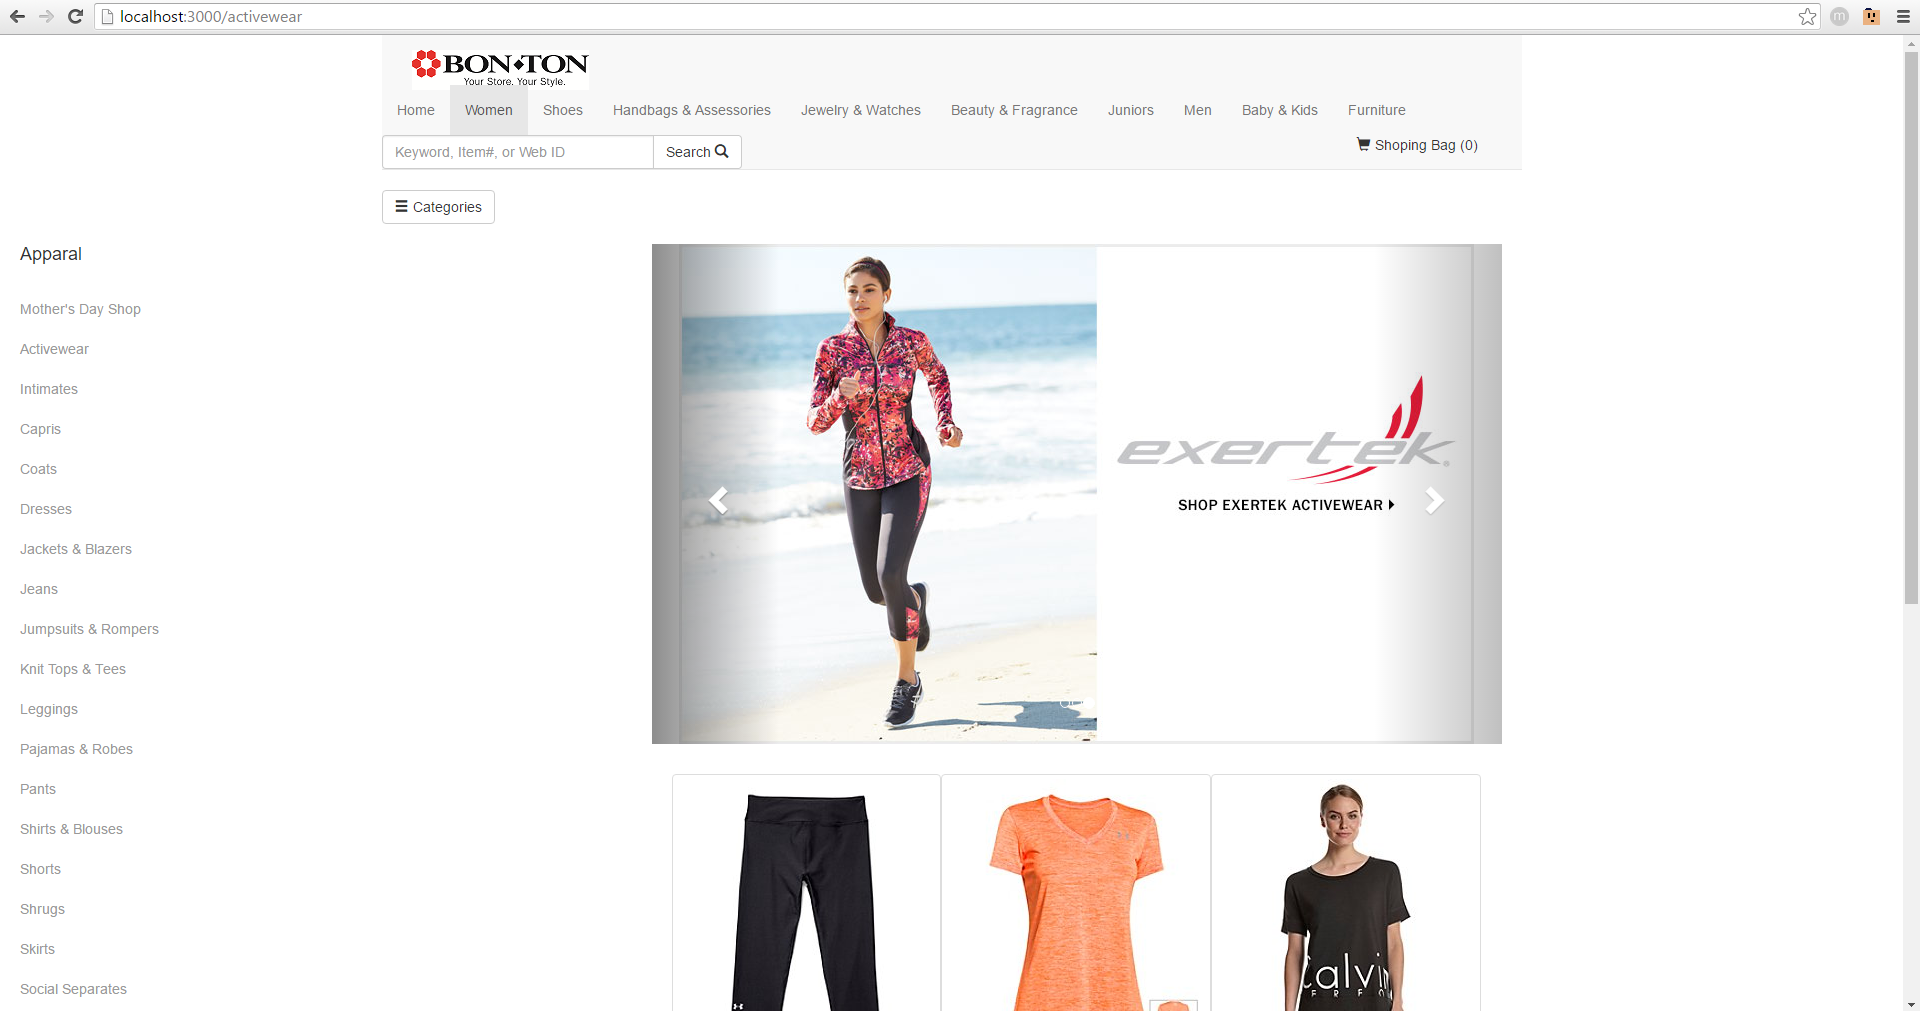 localhost:3000/activewear
m
BON TON
Your Store. Your Style.
Home Women Shoes Handbags & Assessories Jewelry & Watches Beauty & Fragrance Juniors Men Baby & Kids Furniture
Keyword, Item#, or Web ID Search Shoping Bag (0)
Categories
Apparal
Mother's Day Shop
Activewear
Intimates
Capris
Coats
Dresses
Jackets & Blazers
Jeans
Jumpsuits & Rompers
Knit Tops & Tees
Leggings
Pajamas & Robes
Pants
Shirts & Blouses
Shorts
Shrugs
Skirts
Social Separates
exertek®
SHOP EXERTEK ACTIVEWEAR
Calvin